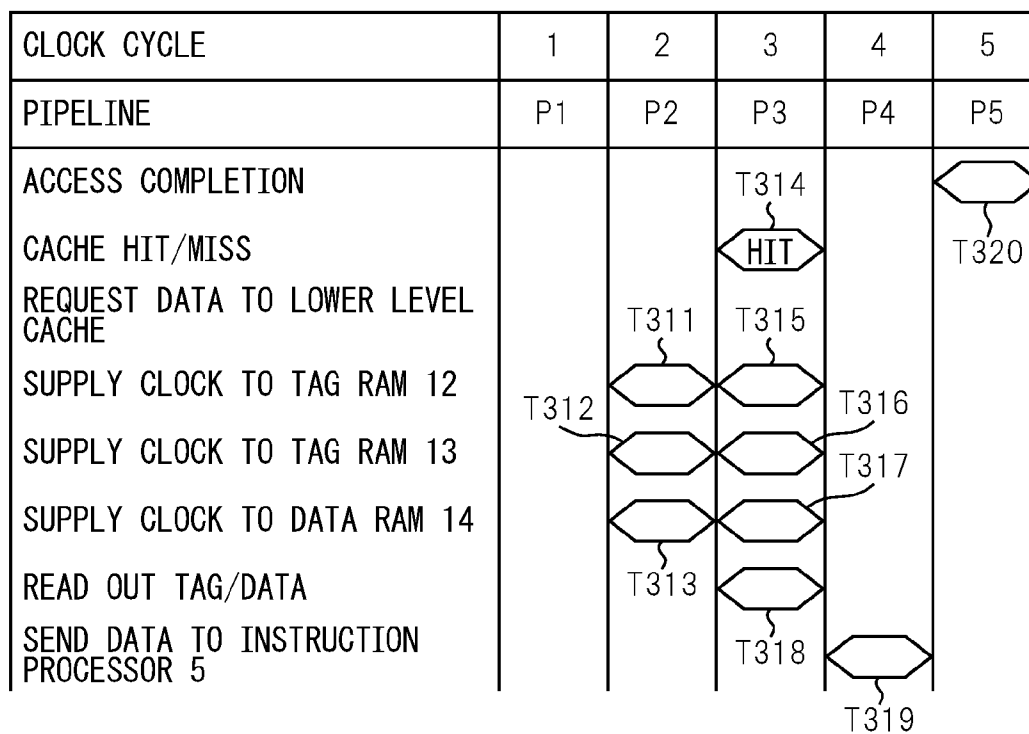 CLOCK CYCLE 1 2 3 4 5
PIPELINE P1 P2 P3 P4 P5
ACCESS COMPLETION T314
CACHE HIT/MISS HIT T320
REQUEST DATA TO LOWER LEVEL
CACHE T311 T315
SUPPLY CLOCK TO TAG RAM 12
T312 T316
SUPPLY CLOCK TO TAG RAM 13
T317
SUPPLY CLOCK TO DATA RAM 14
READ OUT TAG/DATA T313
SEND DATA TO INSTRUCTION
PROCESSOR 5 T318
T319